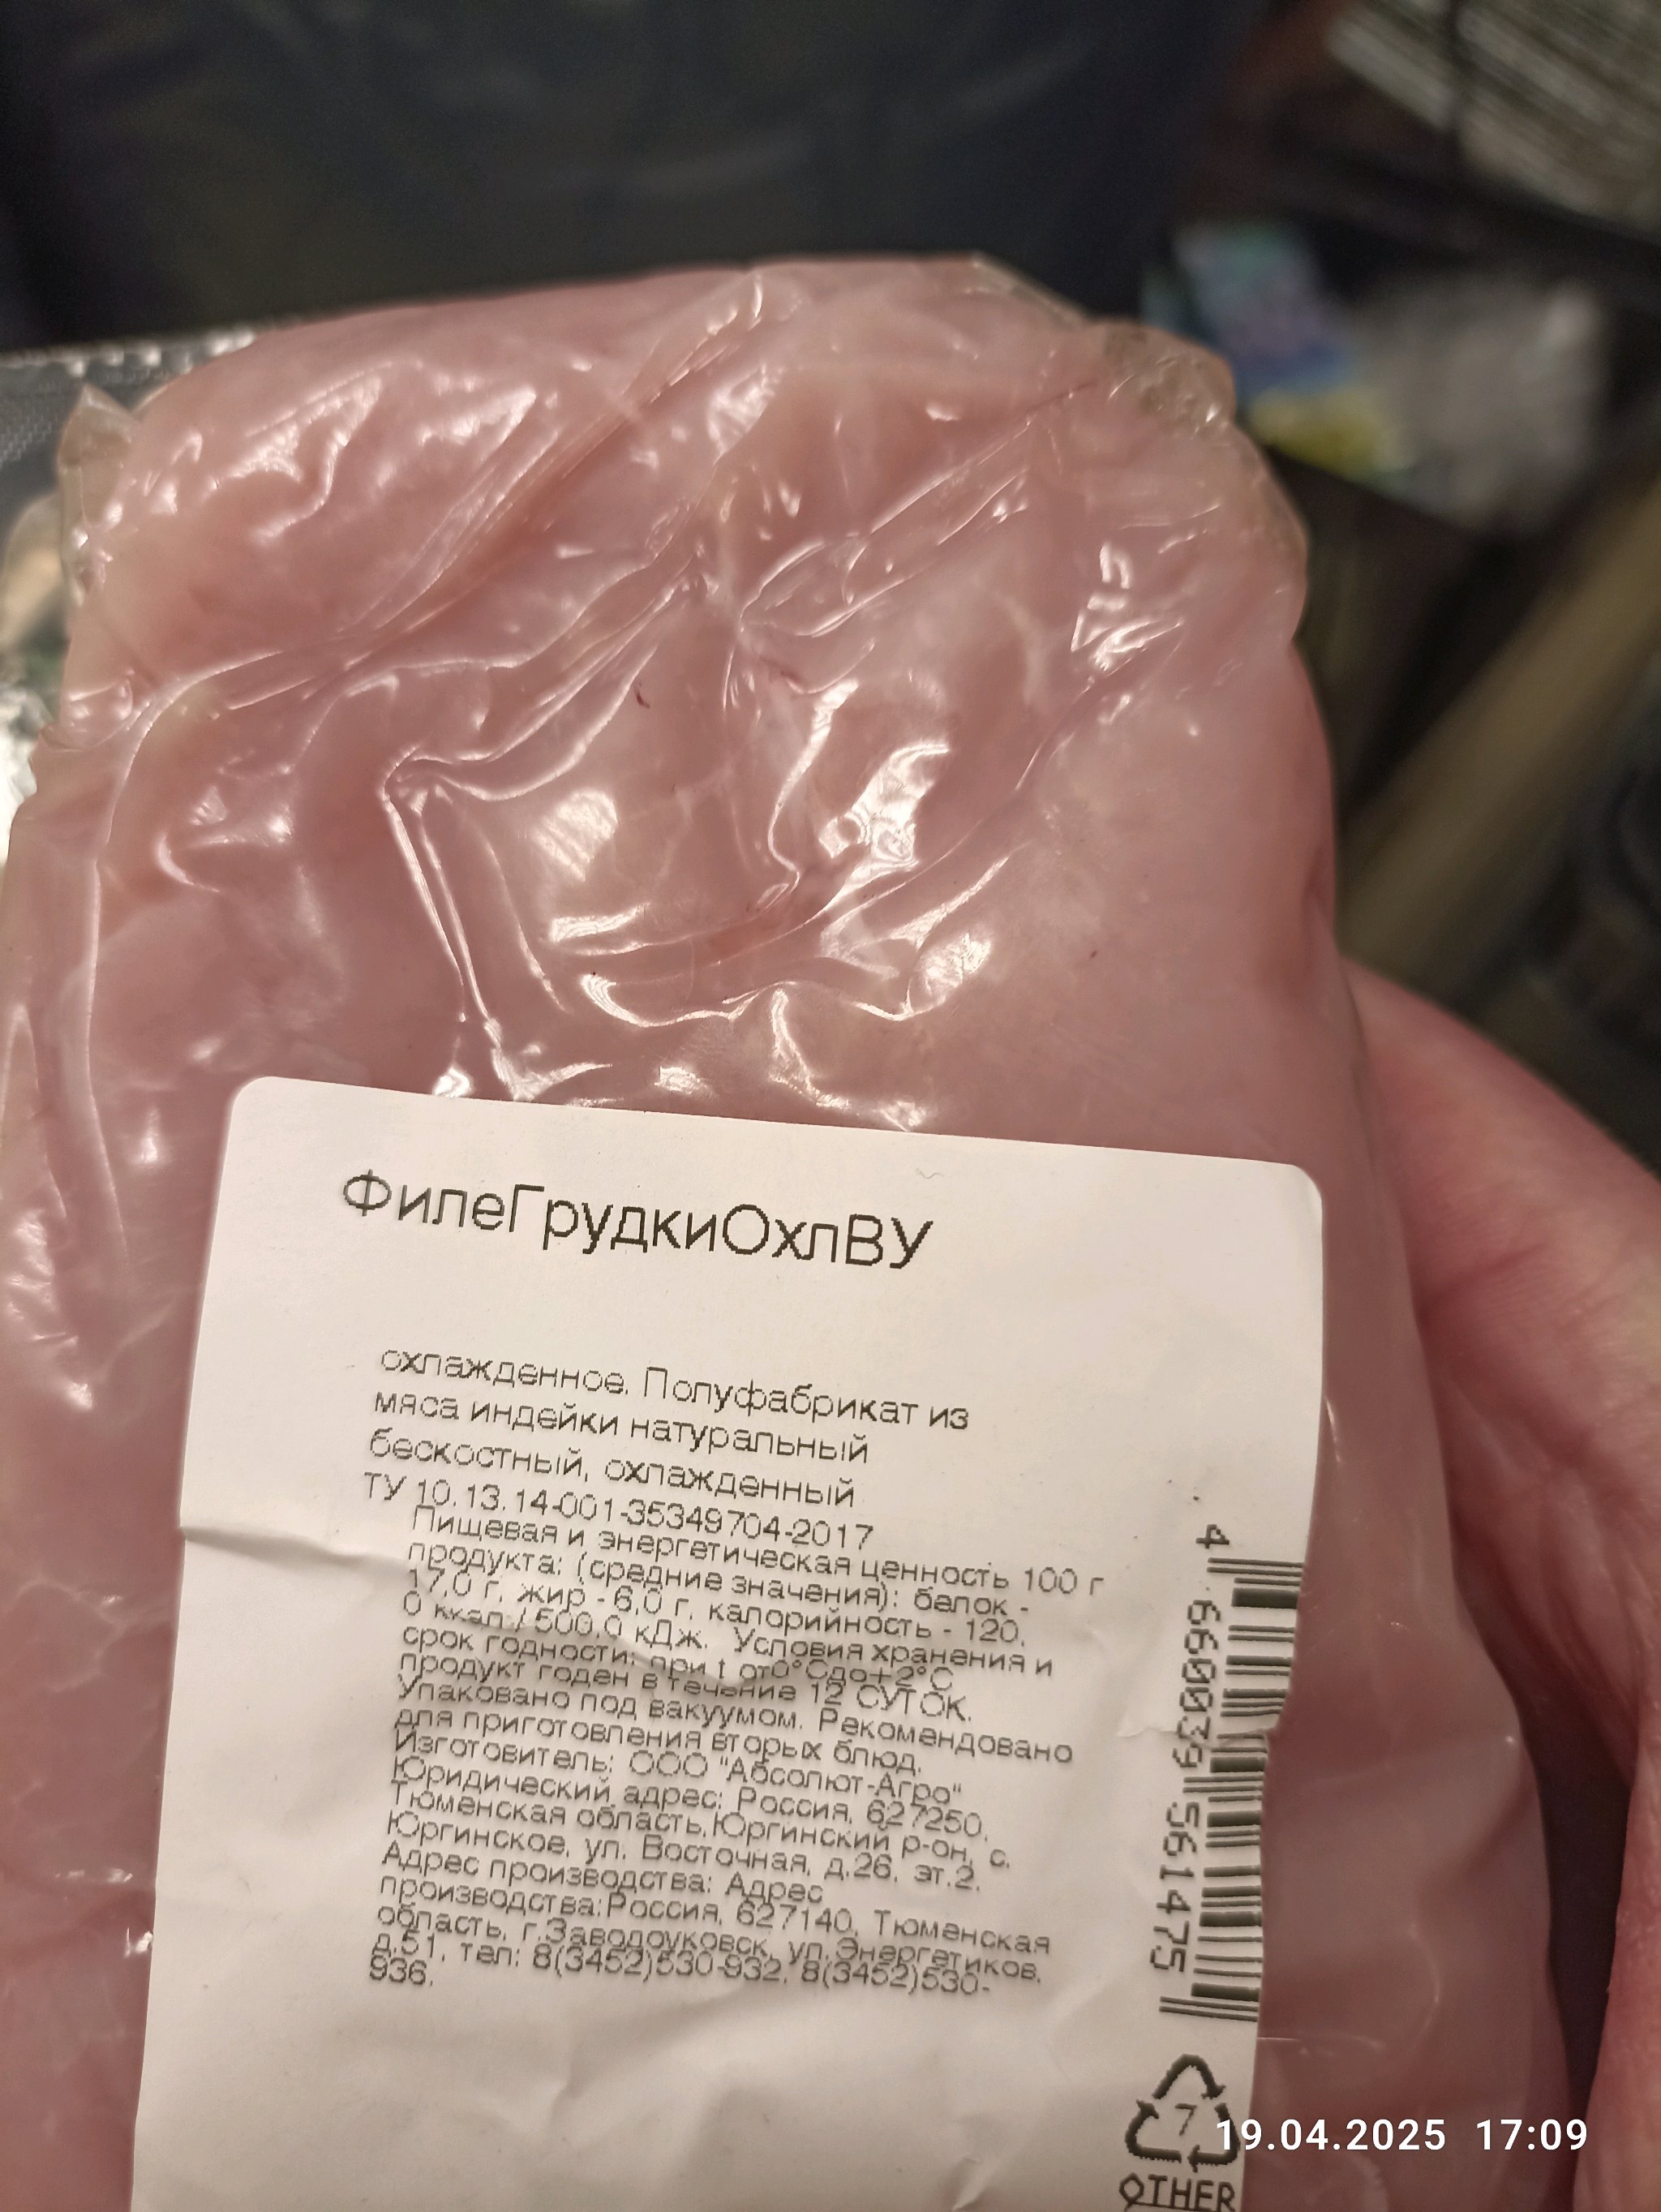 ФилеГрудкиОхлВУ
охлажденное. Полуфабрикат из
мяса индейки натуральный
бескостный, охлажденный
ТУ 10.13.14-001-35349704-2017
Пищевая и энергетическая ценность 100 г
продукта: (средние значения): белок -
17,0 г, жир - 6,0 г, калорийность - 120,
0 ккал / 500,0 кДж. Условия хранения и
срок годности: при t от0°Сдо+2°С
продукт годен в течение 12 СУТОК.
Упаковано под вакуумом. Рекомендовано
для приготовления вторых блюд.
Изготовитель: ООО "Абсолют-Агро"
Юридический адрес: Россия, 627250,
Тюменская область,Юргинский р-он, с.
Юргинское, ул. Восточная, д.26, эт.2.
Адрес производства: Адрес
производства:Россия, 627140, Тюменская
область, г.Заводоуковск, ул.Энергетиков,
д.51, тел: 8(3452)530-932, 8(3452)530-
936.
4 660039 561475
7
OTHER
19.04.2025 17:09